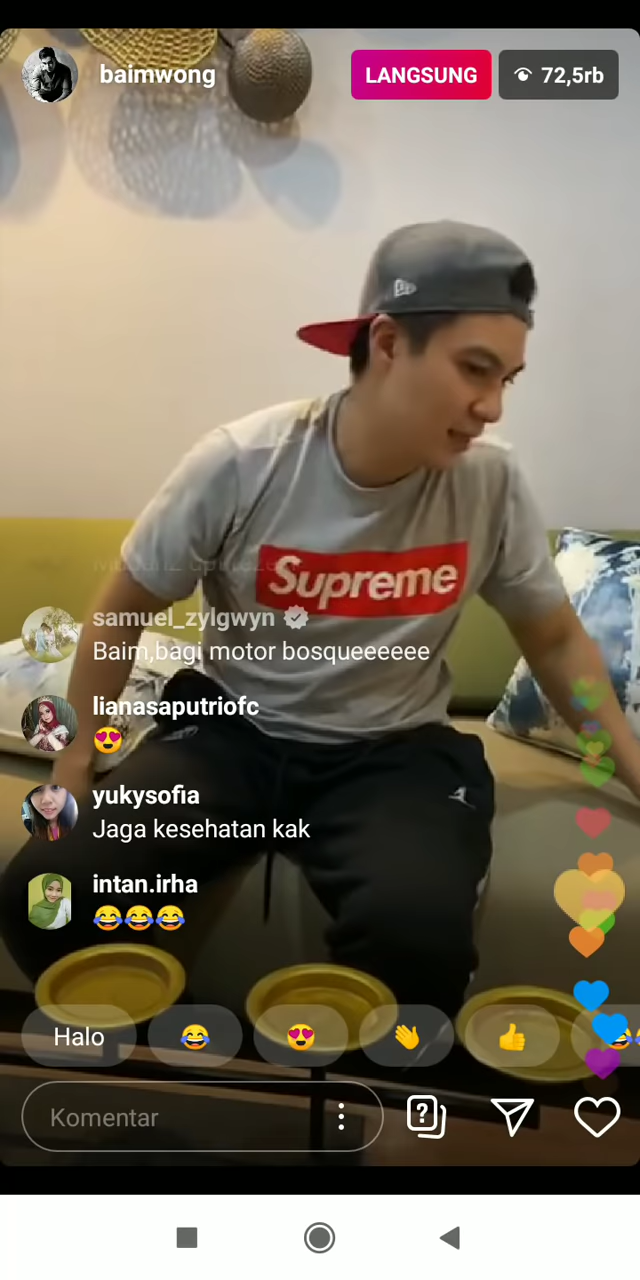 baimwong
LANGSUNG
72,5rb
Supreme
samuel_zylgwyn
Baim,bagi motor bosqueeeeee
lianasaputriofc
😍
yukysofia
Jaga kesehatan kak
intan.irha
😂😂😂
Halo 😂 😍 👋 👍 😂
Komentar